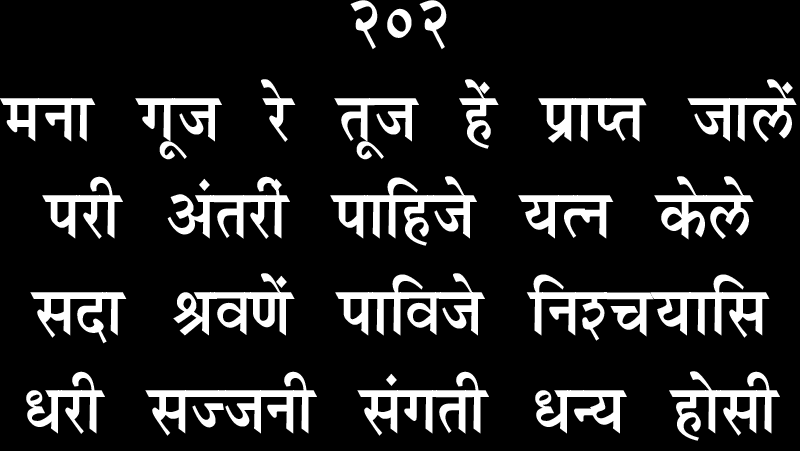 २०२
मना गूज रे तूज हें प्राप्त जालें
परी अंतरीं पाहिजे यत्न केले
सदा श्रवणें पाविजे निश्चयासि
धरी सज्जनी संगती धन्य होसी